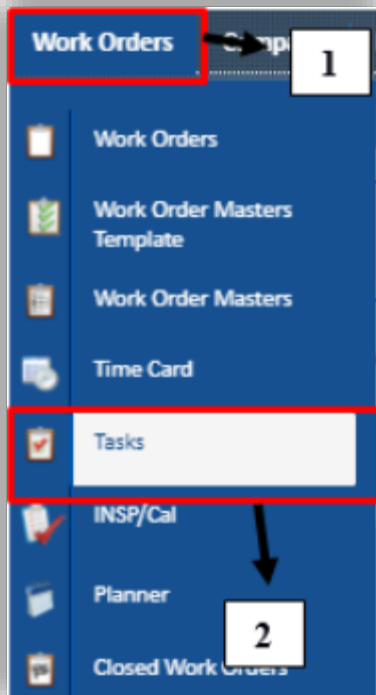 Work Orders
1
Work Orders
Work Order Masters
Template
Work Order Masters
Time Card
Tasks
INSP/Cal
Planner
2
Closed Work Orders